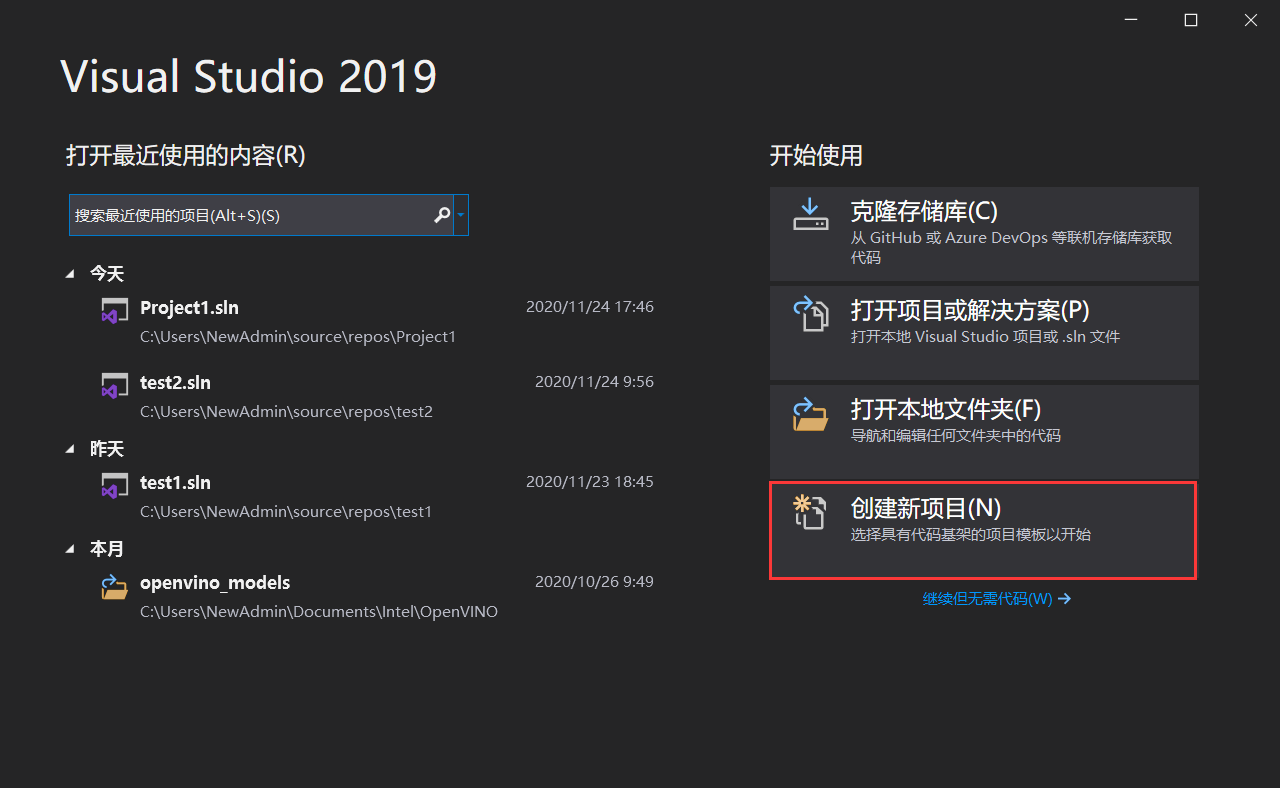 Visual Studio 2019
打开最近使用的内容(R)
搜索最近使用的项目(Alt+S)(S)
今天
Project1.sln
2020/11/24 17:46
C:\Users\NewAdmin\source\repos\Project1
test2.sln
2020/11/24 9:56
C:\Users\NewAdmin\source\repos\test2
昨天
test1.sln
2020/11/23 18:45
C:\Users\NewAdmin\source\repos\test1
本月
openvino_models
2020/10/26 9:49
C:\Users\NewAdmin\Documents\Intel\OpenVINO
开始使用
克隆存储库(C)
从 GitHub 或 Azure DevOps 等联机存储库获取
代码
打开项目或解决方案(P)
打开本地 Visual Studio 项目或 .sln 文件
打开本地文件夹(F)
导航和编辑任何文件夹中的代码
创建新项目(N)
选择具有代码基架的项目模板以开始
继续但无需代码(W)